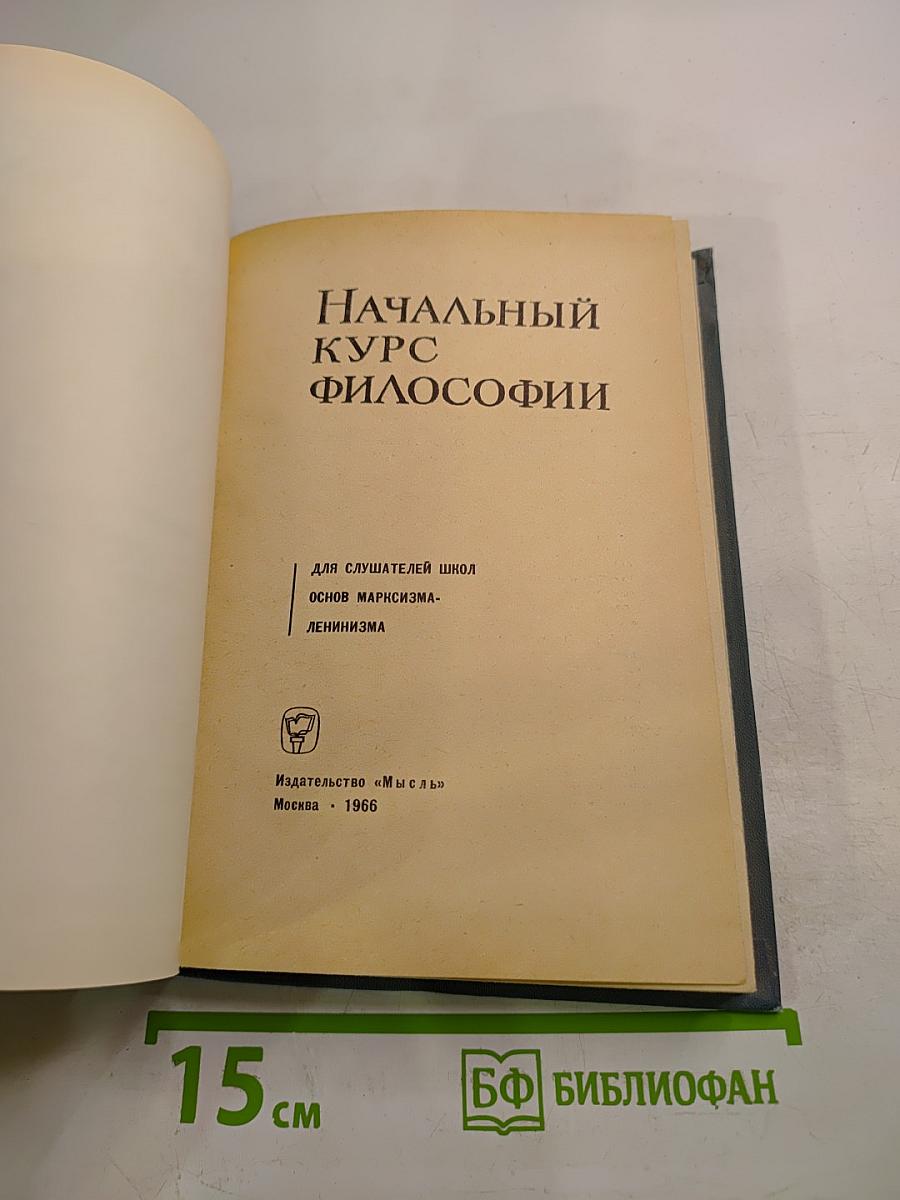 Начальный
курс
философии
ДЛЯ СЛУШАТЕЛЕЙ ШКОЛ
ОСНОВ МАРКСИЗМА-
ЛЕНИНИЗМА
Издательство «Мысль»
Москва • 1966
15 см
БФ БИБЛИОФАН